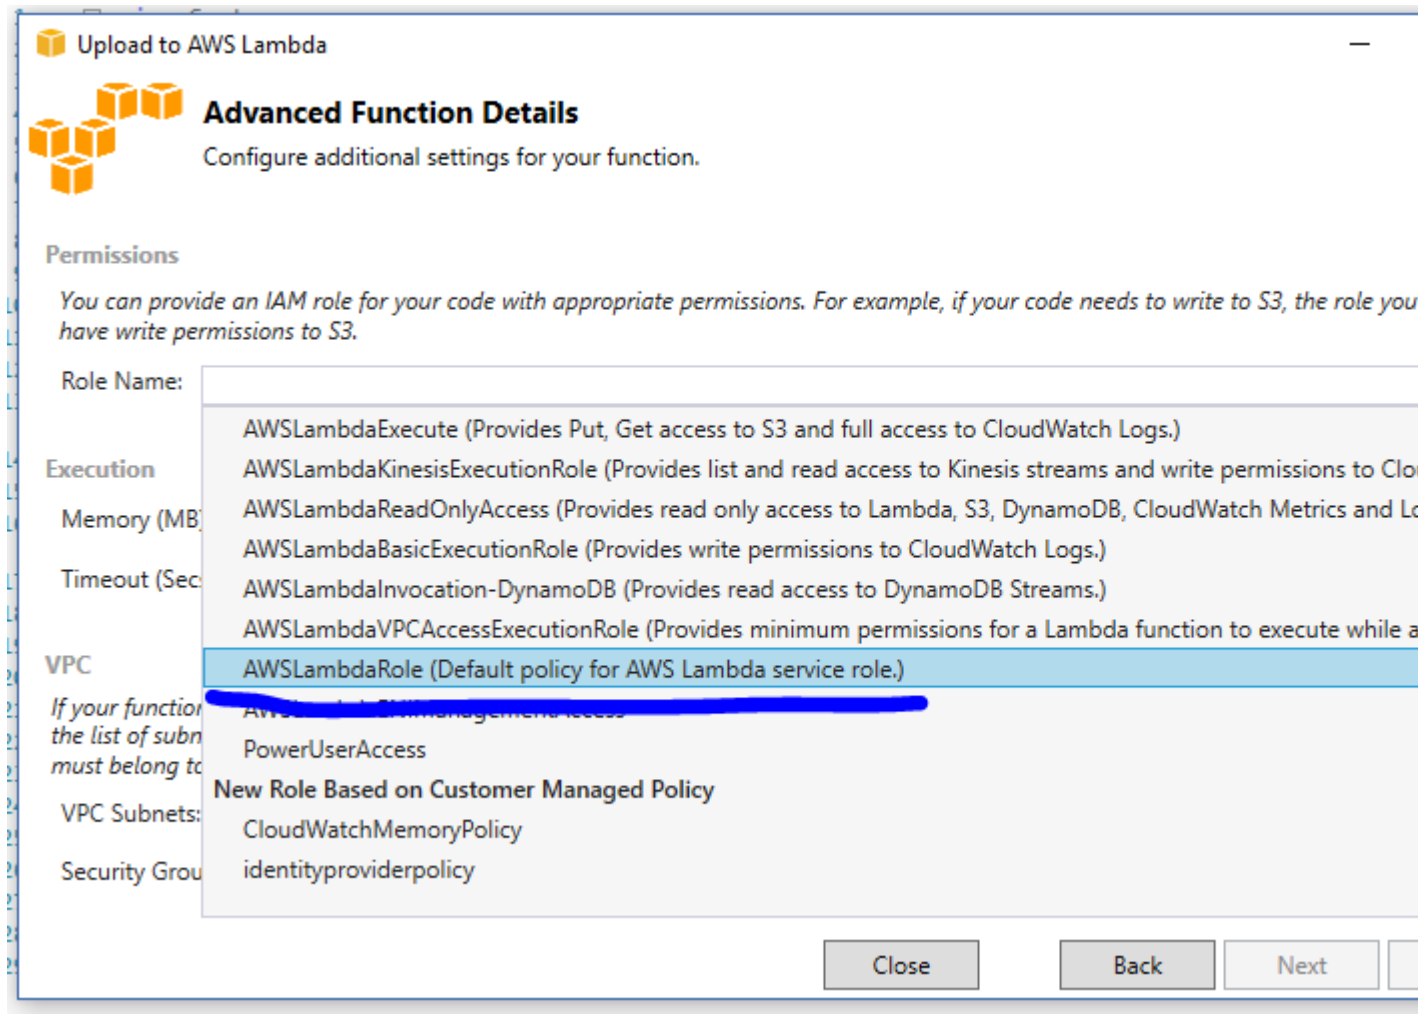 Upload to AWS Lambda
Advanced Function Details
Configure additional settings for your function.
Permissions
You can provide an IAM role for your code with appropriate permissions. For example, if your code needs to write to S3, the role you
have write permissions to S3.
Role Name:
AWSLambdaExecute (Provides Put, Get access to S3 and full access to CloudWatch Logs.)
Execution
AWSLambdaKinesisExecutionRole (Provides list and read access to Kinesis streams and write permissions to Clo
Memory (MB)
AWSLambdaReadOnlyAccess (Provides read only access to Lambda, S3, DynamoDB, CloudWatch Metrics and Lo
AWSLambdaBasicExecutionRole (Provides write permissions to CloudWatch Logs.)
Timeout (Secs
AWSLambdaInvocation-DynamoDB (Provides read access to DynamoDB Streams.)
AWSLambdaVPCAccessExecutionRole (Provides minimum permissions for a Lambda function to execute while a
VPC
AWSLambdaRole (Default policy for AWS Lambda service role.)
If your function
the list of subn
must belong to
PowerUserAccess
New Role Based on Customer Managed Policy
VPC Subnets:
CloudWatchMemoryPolicy
Security Grou
identityproviderpolicy
Close
Back
Next